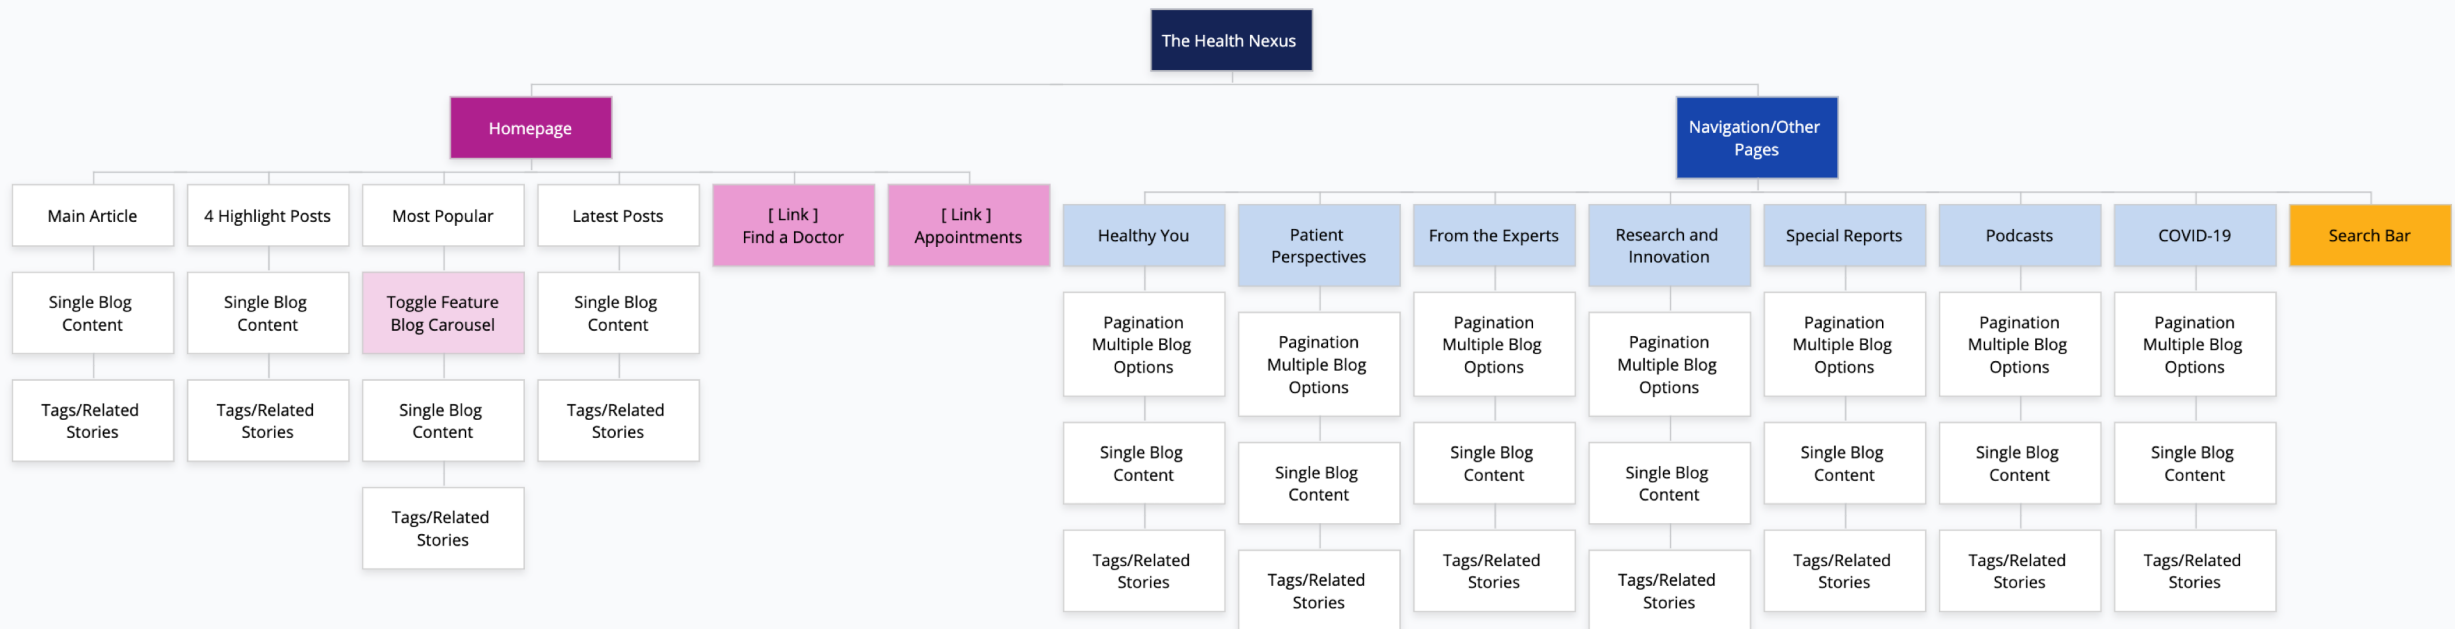 The Health Nexus
Homepage
Navigation/Other
Pages
Main Article
4 Highlight Posts
Most Popular
Latest Posts
[ Link ]
Find a Doctor
[ Link ]
Appointments
Healthy You
Patient
Perspectives
From the Experts
Research and
Innovation
Special Reports
Podcasts
COVID-19
Search Bar
Single Blog
Content
Single Blog
Content
Toggle Feature
Blog Carousel
Single Blog
Content
Pagination
Multiple Blog
Options
Pagination
Multiple Blog
Options
Pagination
Multiple Blog
Options
Pagination
Multiple Blog
Options
Pagination
Multiple Blog
Options
Pagination
Multiple Blog
Options
Pagination
Multiple Blog
Options
Tags/Related
Stories
Tags/Related
Stories
Single Blog
Content
Tags/Related
Stories
Single Blog
Content
Single Blog
Content
Single Blog
Content
Single Blog
Content
Single Blog
Content
Single Blog
Content
Single Blog
Content
Tags/Related
Stories
Tags/Related
Stories
Tags/Related
Stories
Tags/Related
Stories
Tags/Related
Stories
Tags/Related
Stories
Tags/Related
Stories
Tags/Related
Stories